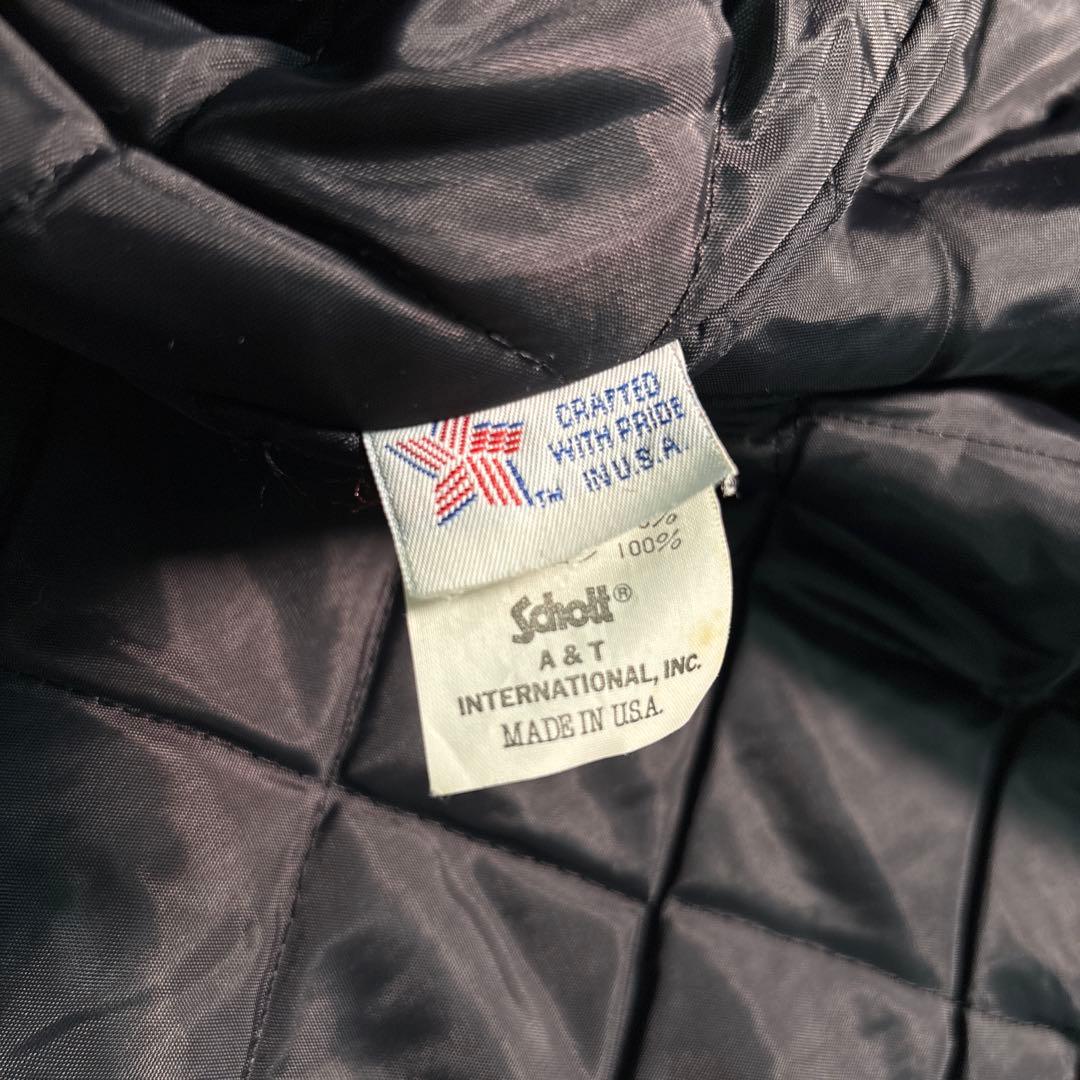 CRAFTED
WITH PRIDE
IN U.S.A.
TM
100%
Schott®
A & T
INTERNATIONAL, INC.
MADE IN U.S.A.